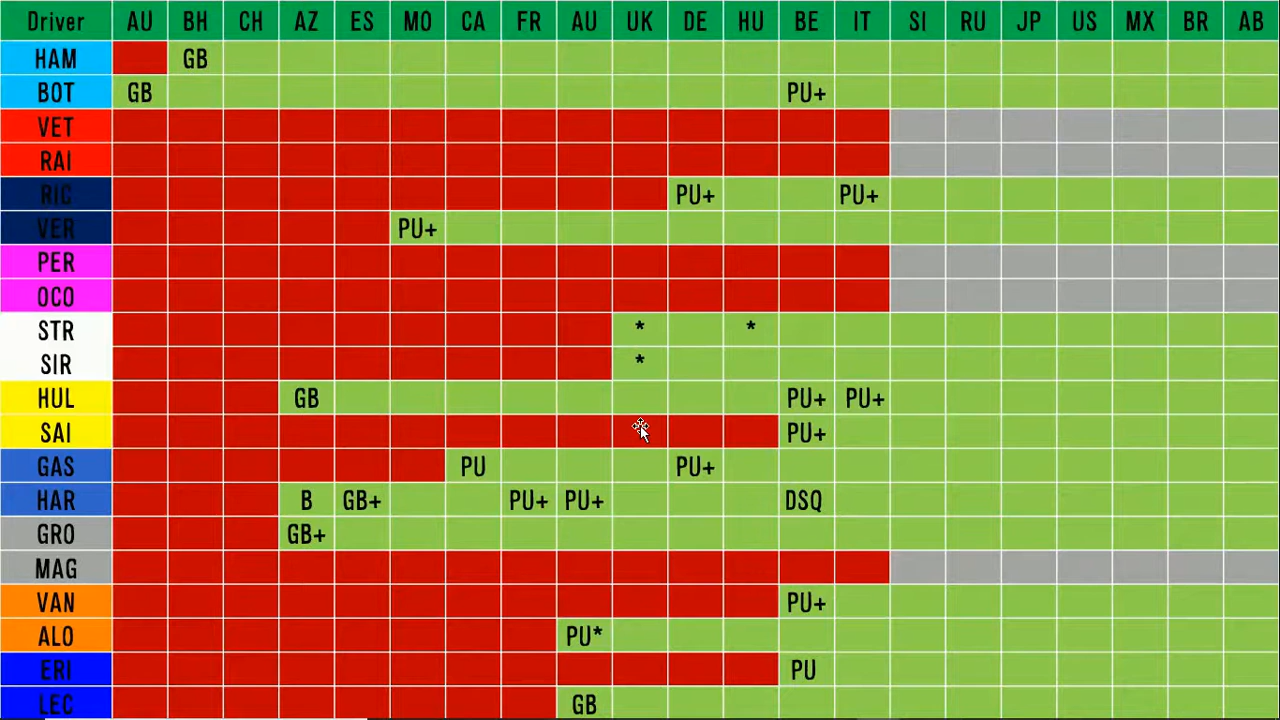 Driver AU BH CH AZ ES MO CA FR AU UK DE HU BE IT SI RU JP US MX BR AB
HAM GB
BOT GB PU+
VET
RAI
RIC PU+ PU+
VER PU+
PER
OCO
STR * *
SIR *
HUL GB PU+ PU+
SAI PU+
GAS PU PU+
HAR B GB+ PU+ PU+ DSQ
GRO GB+
MAG
VAN PU+
ALO PU*
ERI PU
LEC GB